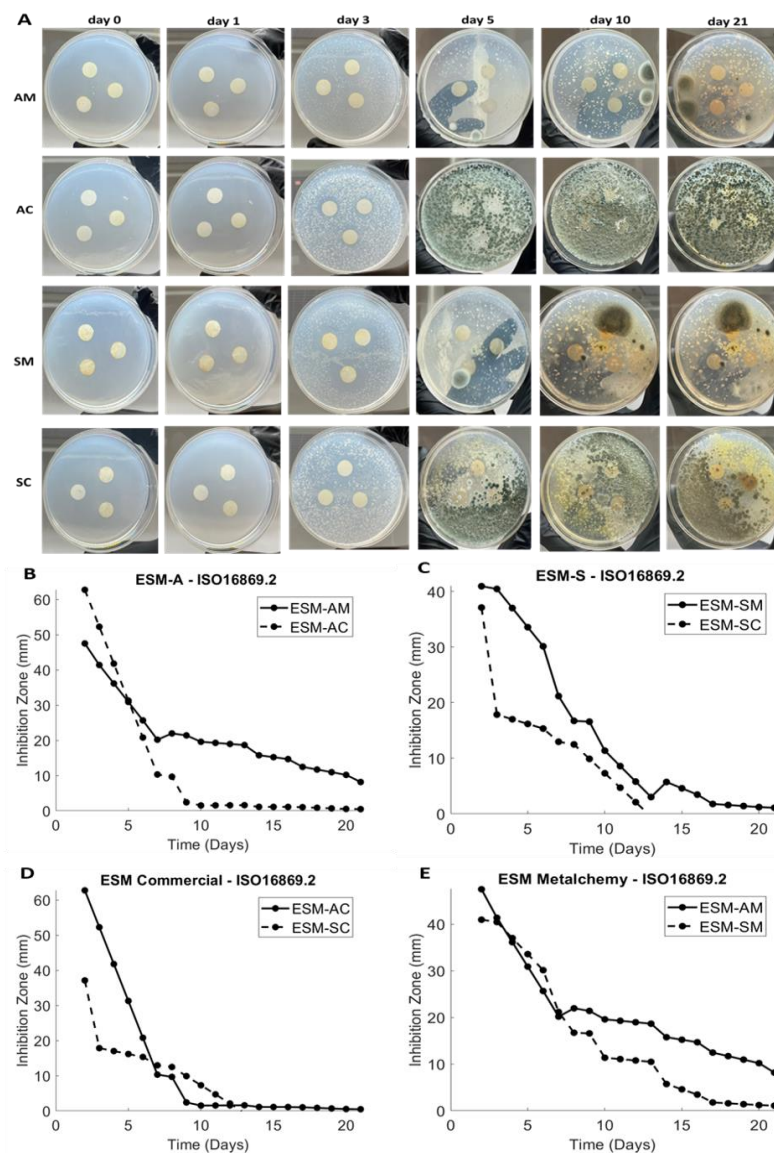 A
day 0 day 1 day 3 day 5 day 10 day 21
AM
AC
SM
SC
B
ESM-A - ISO16869.2
60
50
40
30
20
10
0
Inhibition Zone (mm)
ESM-AM
ESM-AC
0 5 10 15 20
Time (Days)
C
ESM-S - ISO16869.2
40
30
20
10
0
Inhibition Zone (mm)
ESM-SM
ESM-SC
0 5 10 15 20
Time (Days)
D
ESM Commercial - ISO16869.2
60
50
40
30
20
10
0
Inhibition Zone (mm)
ESM-AC
ESM-SC
0 5 10 15 20
Time (Days)
E
ESM Metalchemy - ISO16869.2
40
30
20
10
0
Inhibition Zone (mm)
ESM-AM
ESM-SM
0 5 10 15 20
Time (Days)